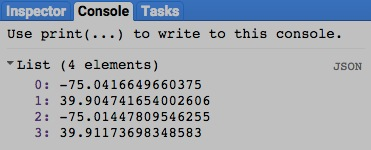 Inspector Console Tasks
Use print(...) to write to this console.
List (4 elements) JSON
0: -75.0416649660375
1: 39.904741654002606
2: -75.01447809546255
3: 39.91173698348583